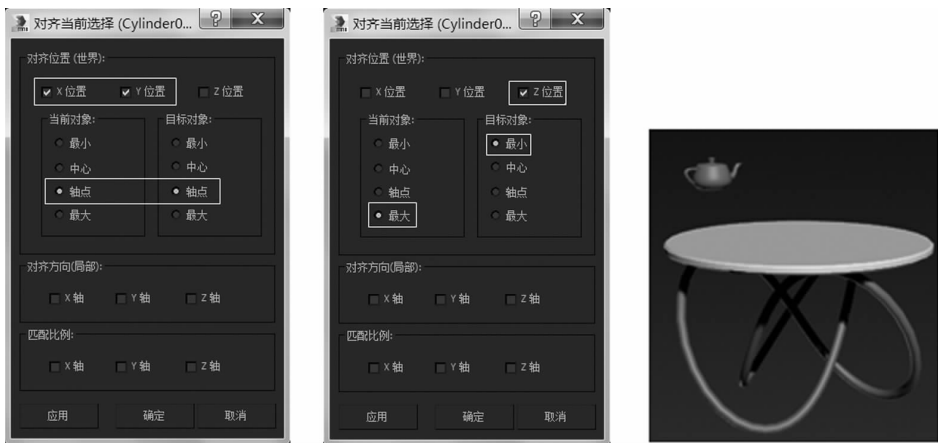 对齐当前选择 (Cylinder0...
对齐位置 (世界):
X 位置 Y 位置 Z 位置
当前对象: 目标对象:
最小 最小
中心 中心
轴点 轴点
最大 最大
对齐方向(局部):
X 轴 Y 轴 Z 轴
匹配比例:
X 轴 Y 轴 Z 轴
应用 确定 取消
对齐当前选择 (Cylinder0...
对齐位置 (世界):
X 位置 Y 位置 Z 位置
当前对象: 目标对象:
最小 最小
中心 中心
轴点 轴点
最大 最大
对齐方向(局部):
X 轴 Y 轴 Z 轴
匹配比例:
X 轴 Y 轴 Z 轴
应用 确定 取消